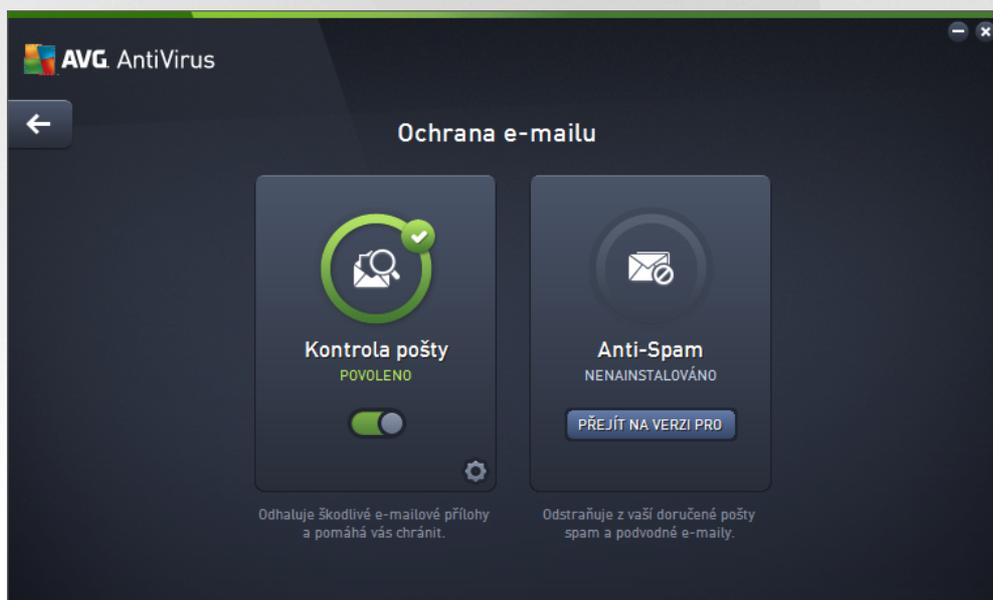 AVG. AntiVirus
Ochrana e-mailu
Kontrola pošty
POVOLENO
Odhaluje škodlivé e-mailové přílohy
a pomáhá vás chránit.
Anti-Spam
NENAINSTALOVÁNO
PŘEJÍT NA VERZI PRO
Odstraňuje z vaší doručené pošty
spam a podvodné e-maily.